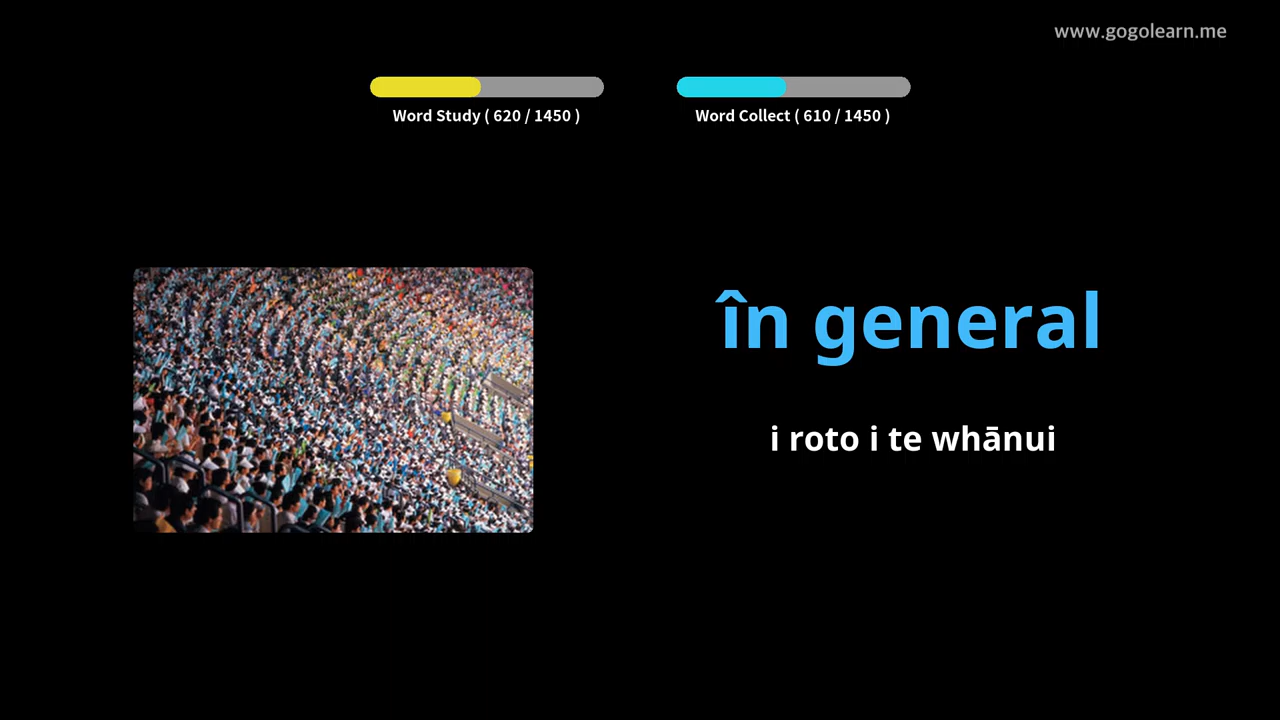 www.gogolearn.me
Word Study ( 620 / 1450 )
Word Collect ( 610 / 1450 )
în general
i roto i te whānui